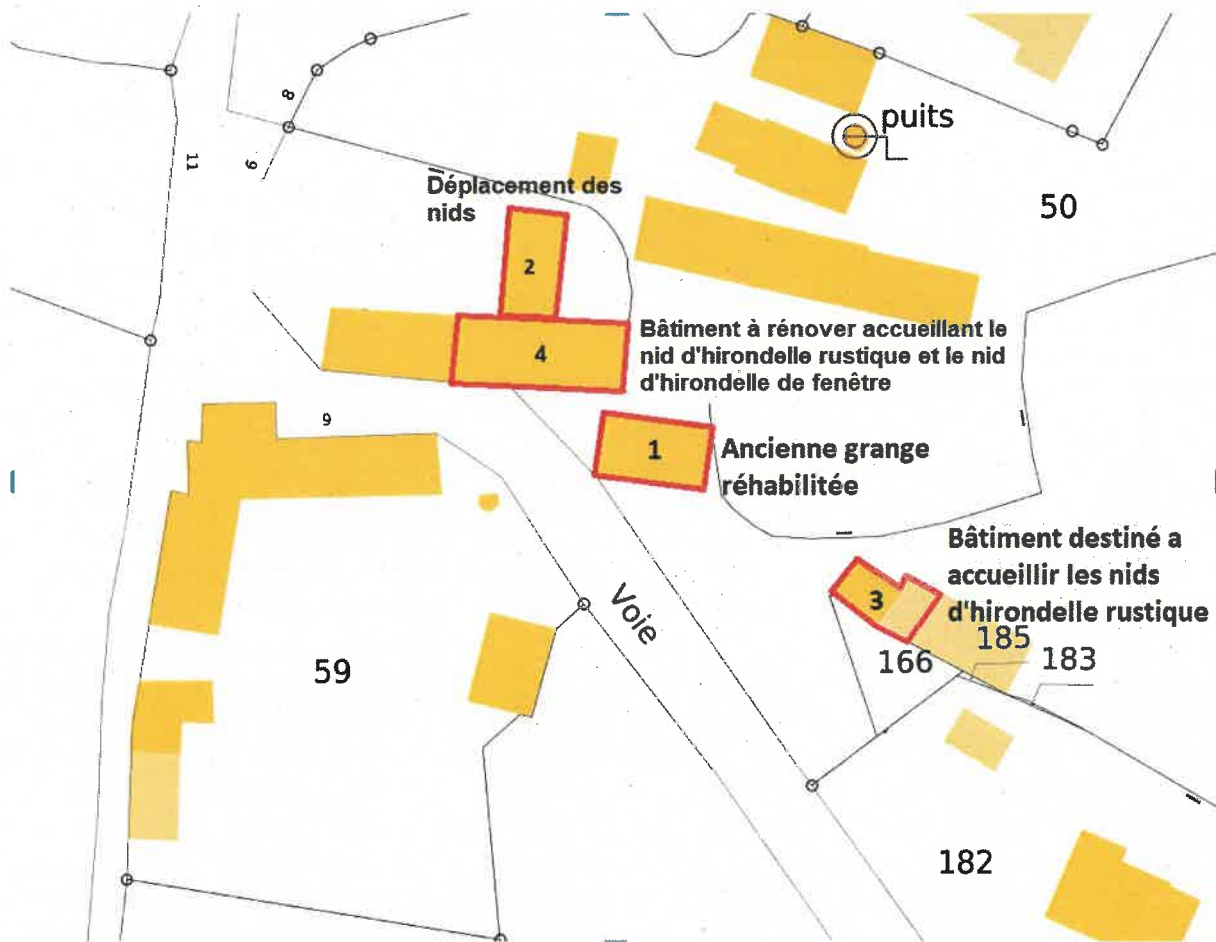 puits
50
8
11
9
Déplacement des
nids
2
Bâtiment à rénover accueillant le
nid d'hirondelle rustique et le nid
d'hirondelle de fenêtre
4
9
1
Ancienne grange
réhabilitée
Bâtiment destiné a
accueillir les nids
d'hirondelle rustique
3
Voie
185
166
183
59
182